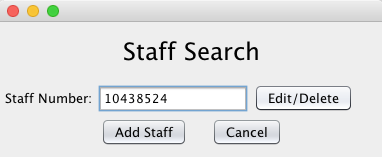 Staff Search
Staff Number: 10438524 Edit/Delete
Add Staff Cancel